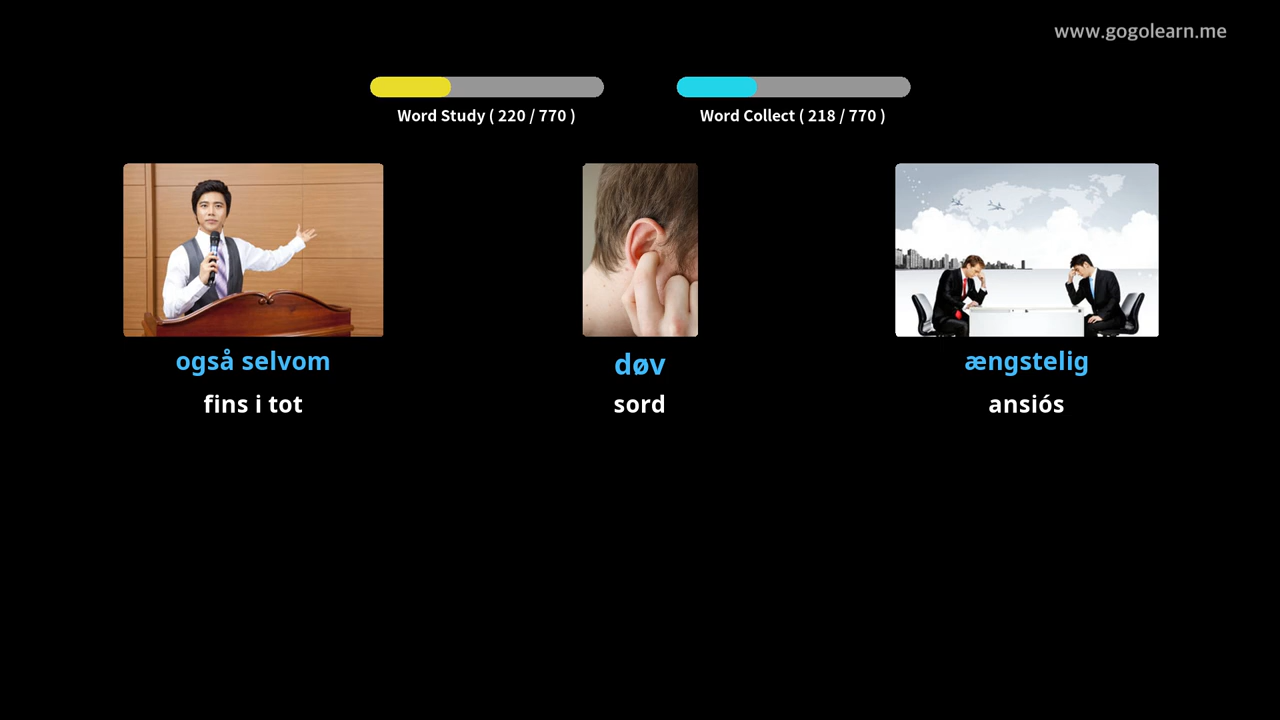 www.gogolearn.me
Word Study ( 220 / 770 )
Word Collect ( 218 / 770 )
også selvom
døv
ængstelig
fins i tot
sord
ansiós